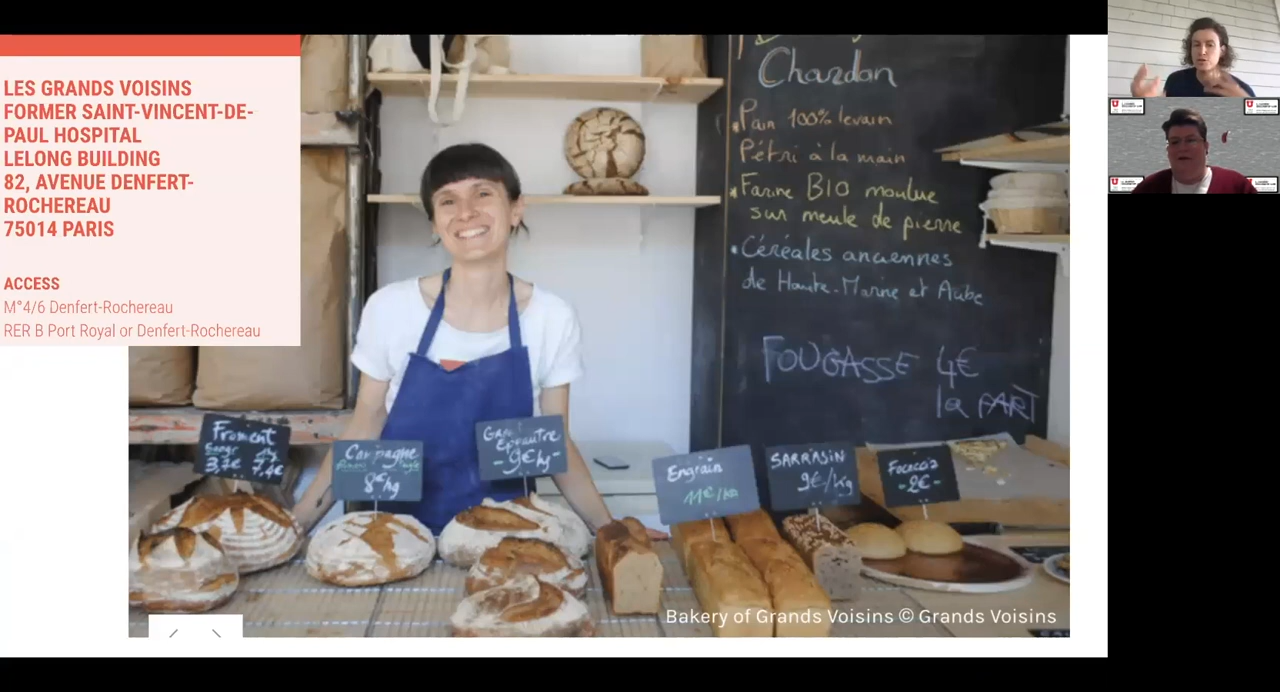 LES GRANDS VOISINS
FORMER SAINT-VINCENT-DE-
PAUL HOSPITAL
LELONG BUILDING
82, AVENUE DENFERT-
ROCHEREAU
75014 PARIS
ACCESS
M°4/6 Denfert-Rochereau
RER B Port Royal or Denfert-Rochereau
Chardon
Pain 100% levain
Pétri à la main
Farine BIO moulue
sur meule de pierre
Céréales anciennes
de Haute-Marne et Aube
FOUGASSE 4€
la PART
Froment
Campagne
8€/kg
Epeautre
-9€/kg-
Engrain
11€/kg
SARRASIN
9€/Kg
Focaccia
-2€-
Bakery of Grands Voisins © Grands Voisins